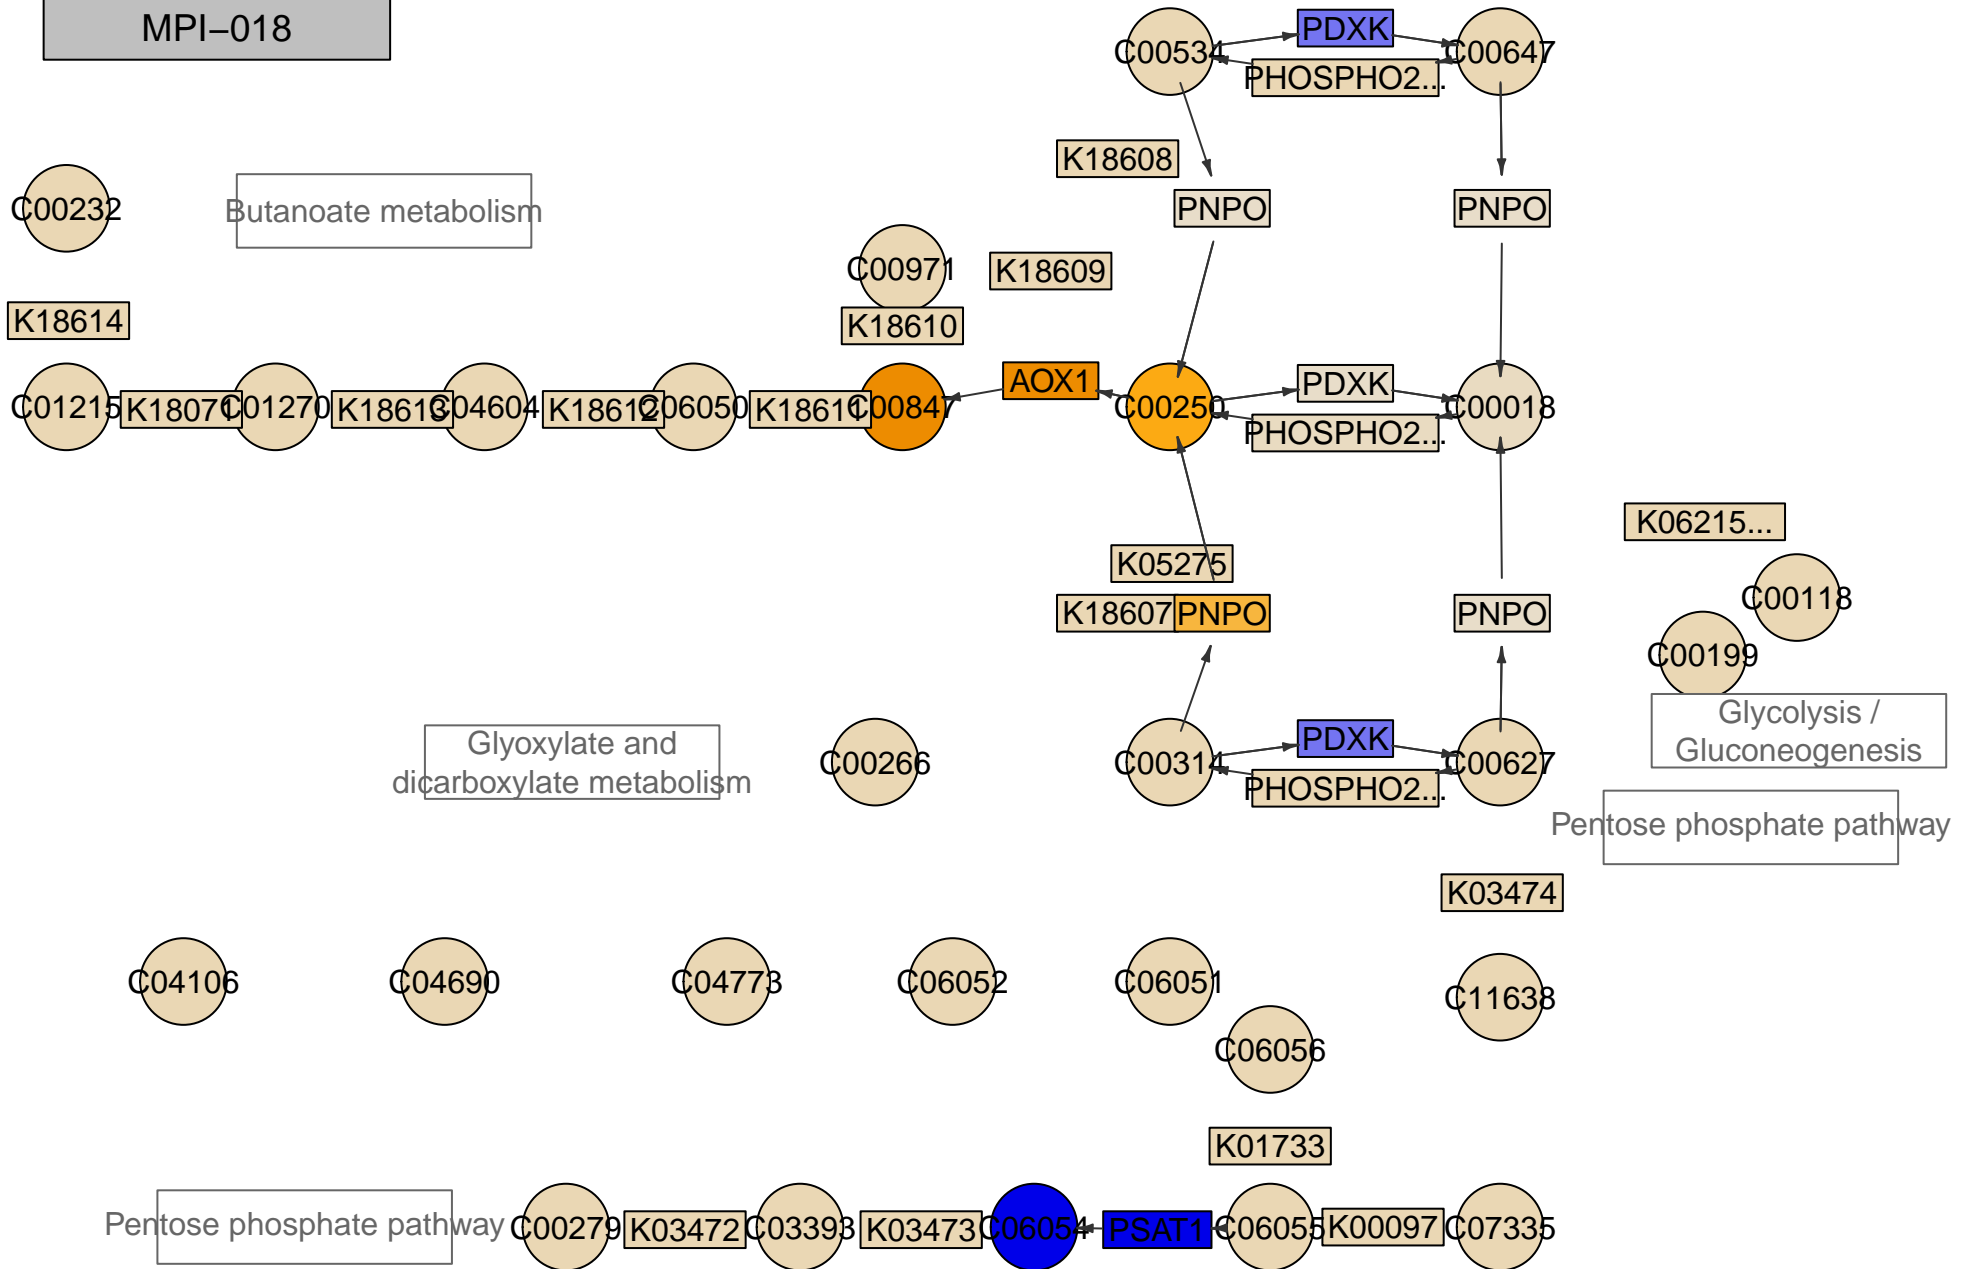 MPI–018
C00534
PDXK
C00647
PHOSPHO2...
K18608
C00232
Butanoate metabolism
PNPO
PNPO
C00971
K18609
K18614
K18610
C01215
K18071
C01270
K18613
C04604
K18612
C06050
K18611
C00847
AOX1
C00250
PDXK
C00018
PHOSPHO2...
K06215...
K05275
C00118
K18607
PNPO
PNPO
C00199
Glycolysis /
Gluconeogenesis
Glyoxylate and
dicarboxylate metabolism
C00266
C00314
PDXK
C00627
PHOSPHO2...
Pentose phosphate pathway
K03474
C04106
C04690
C04773
C06052
C06051
C11638
C06056
K01733
Pentose phosphate pathway
C00279
K03472
C03393
K03473
C06054
PSAT1
C06055
K00097
C07335